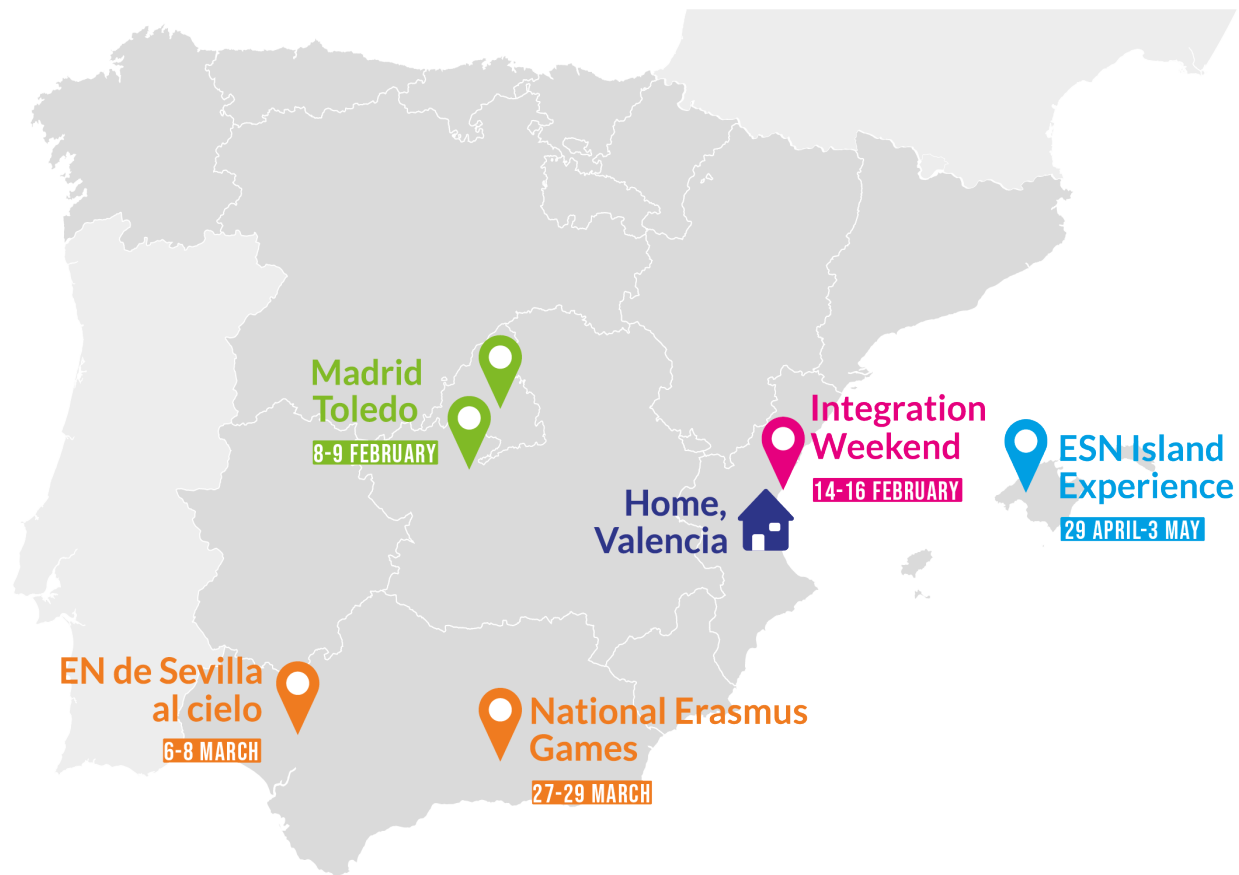 Madrid
Toledo
8-9 FEBRUARY
Integration
Weekend
14-16 FEBRUARY
ESN Island
Experience
29 APRIL-3 MAY
Home,
Valencia
EN de Sevilla
al cielo
6-8 MARCH
National Erasmus
Games
27-29 MARCH